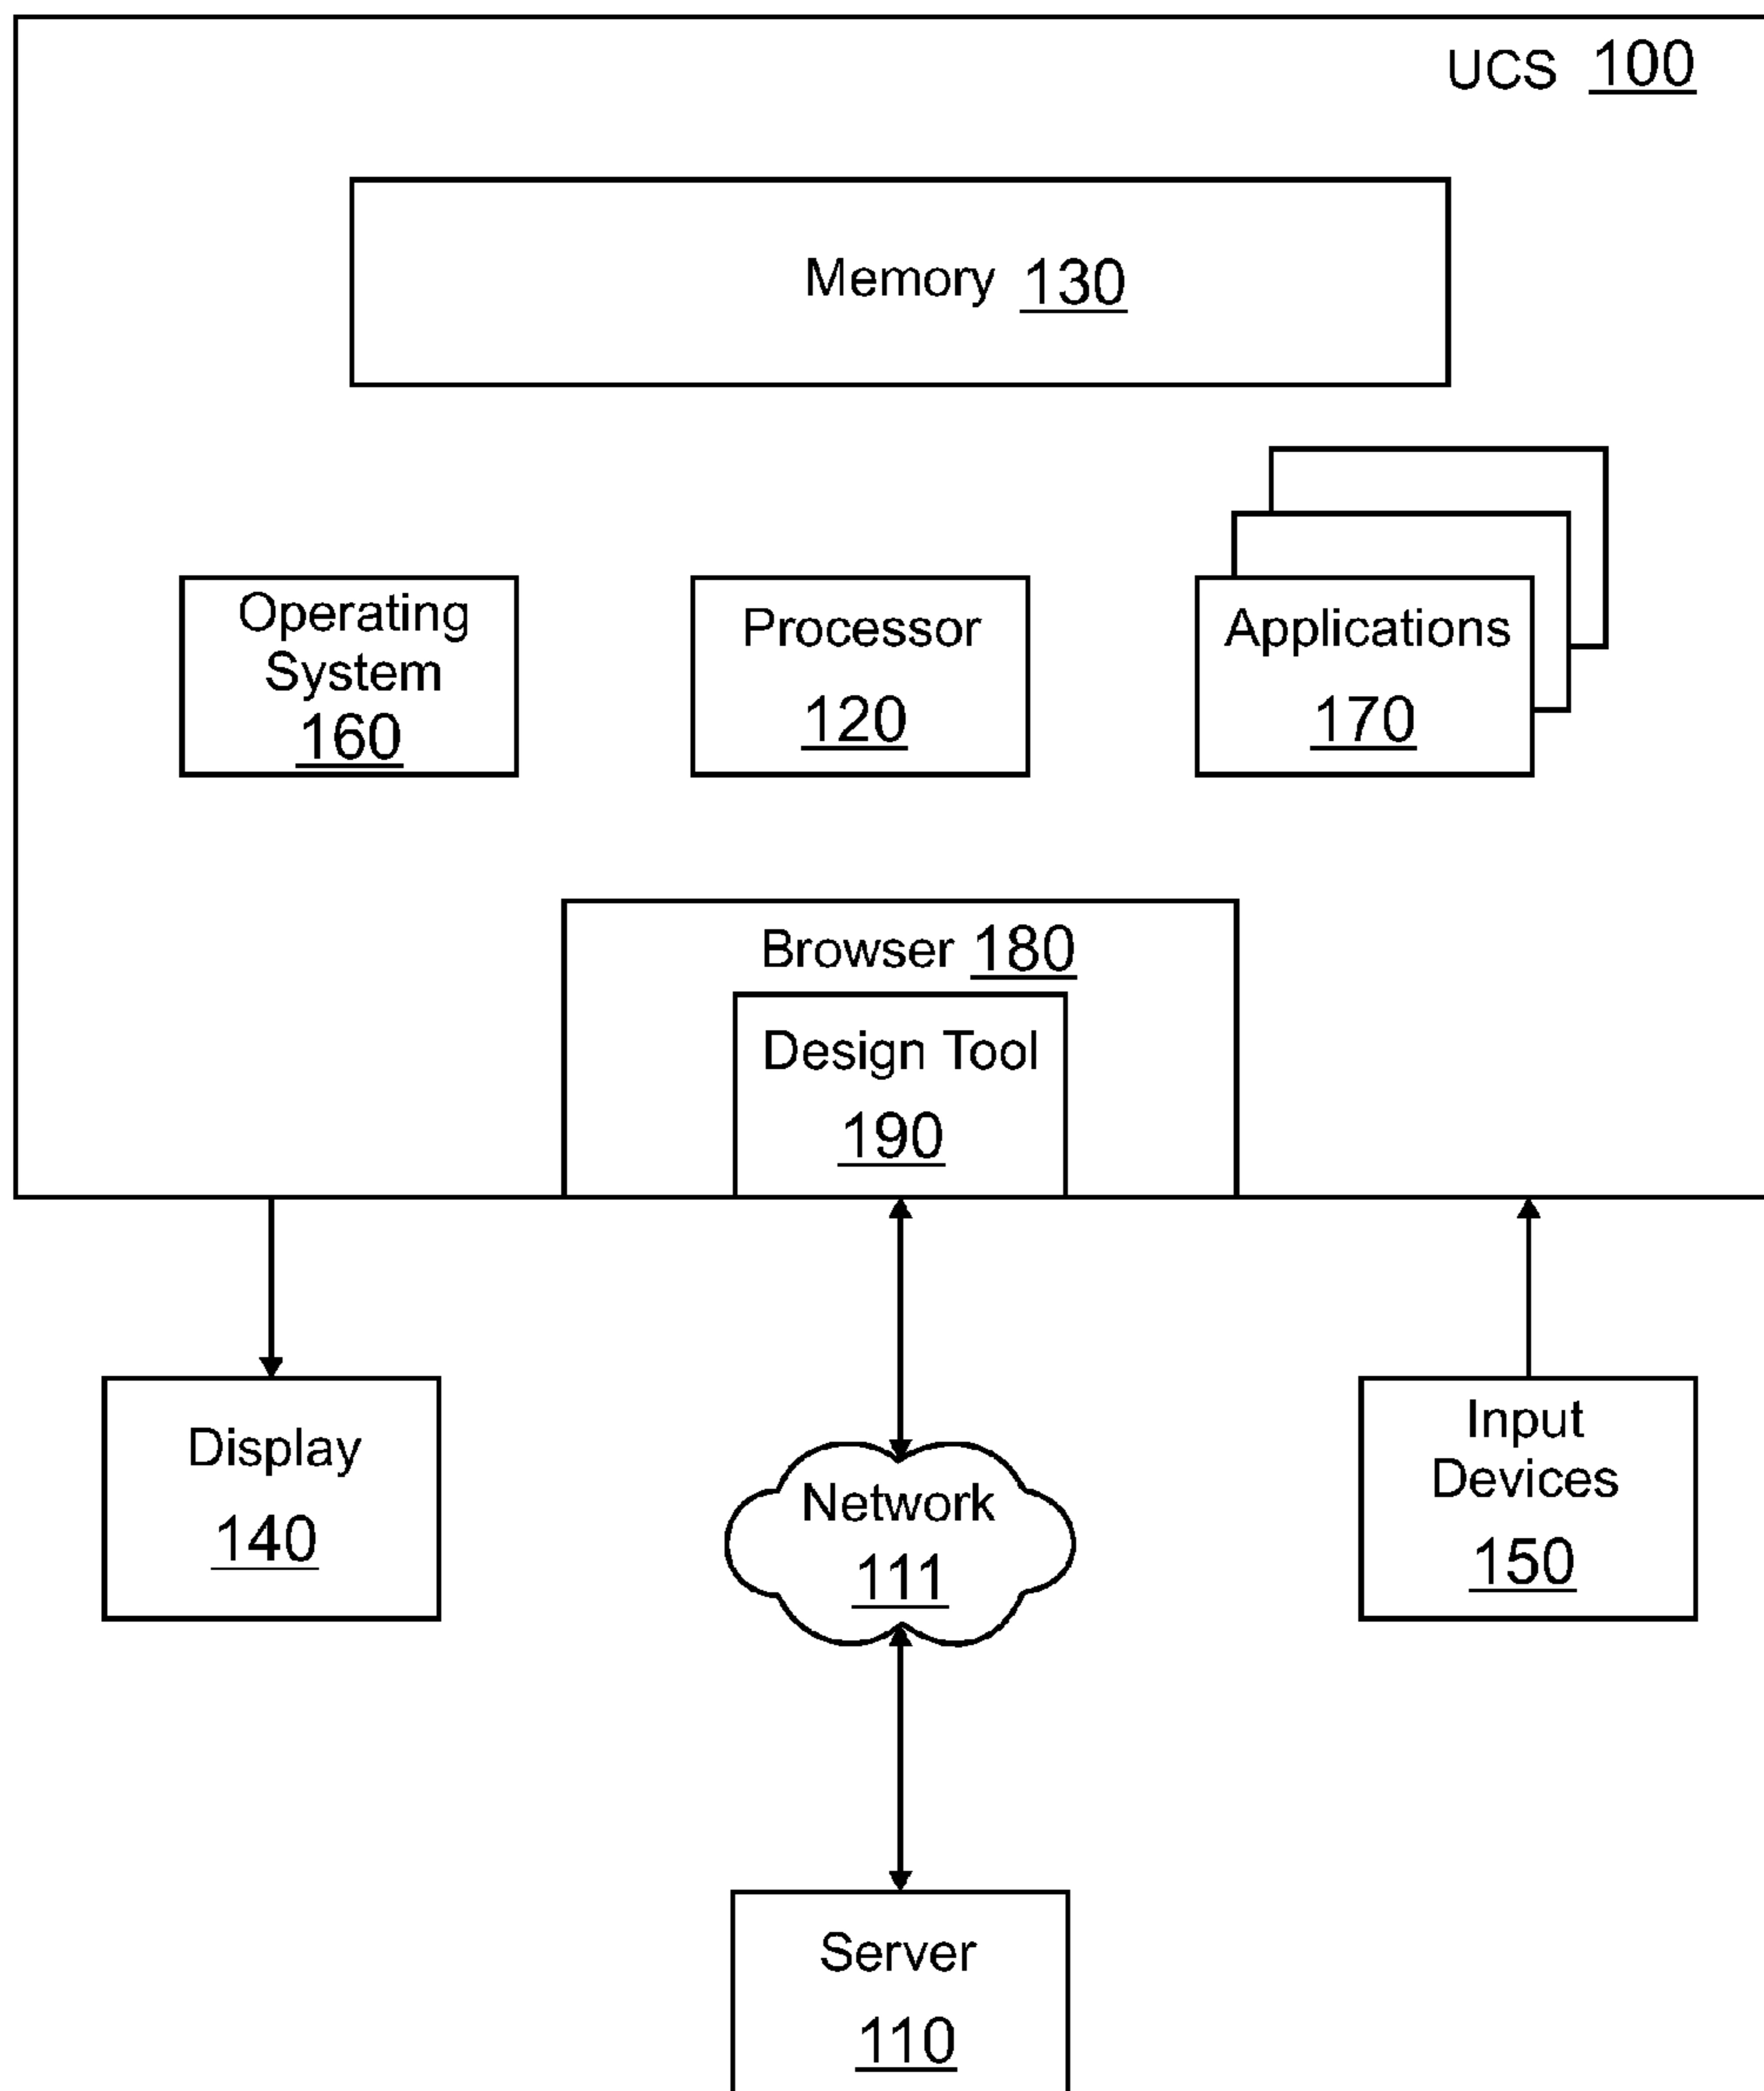 UCS 100
Memory 130
Operating
System
160
Processor
120
Applications
170
Browser 180
Design Tool
190
Display
140
Network
111
Input
Devices
150
Server
110